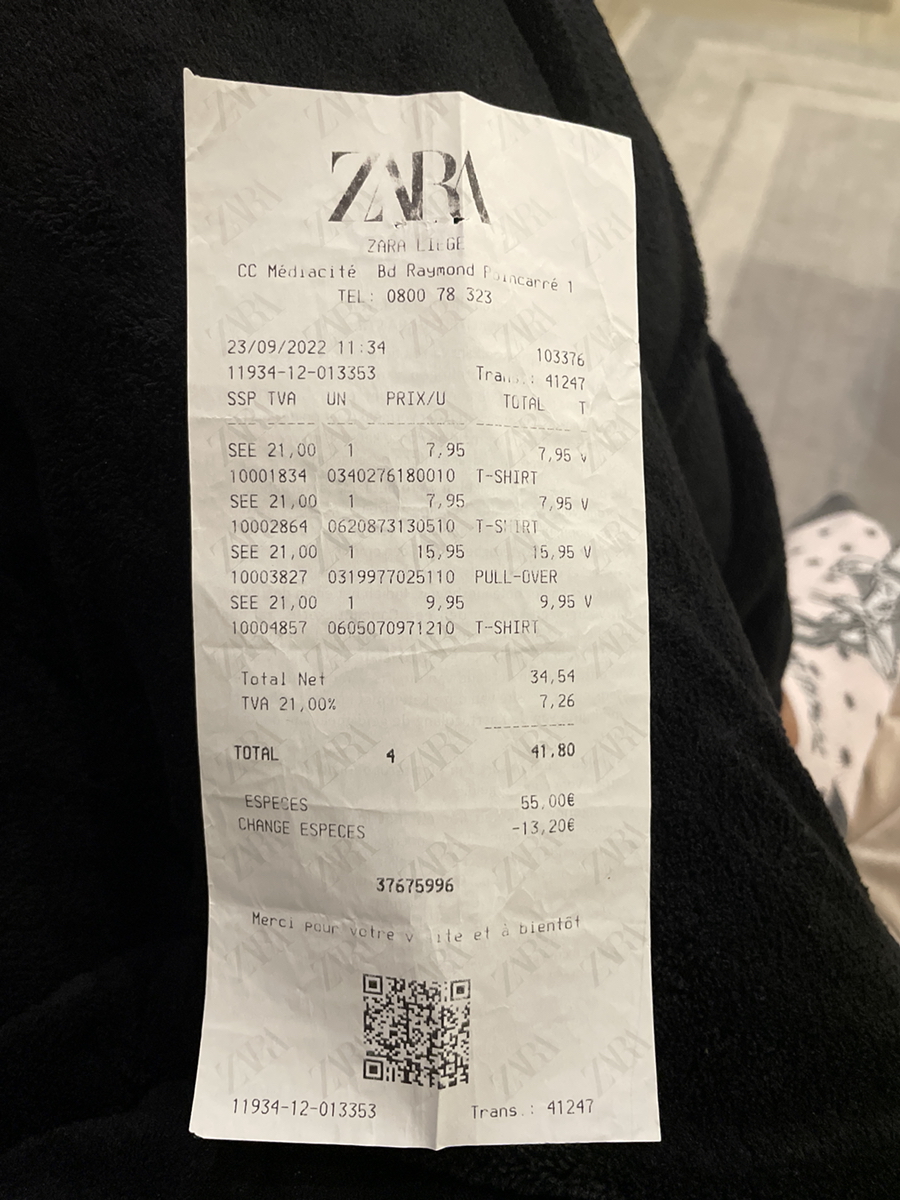 ZARA
ZARA LIEGE
CC Médiacité Bd Raymond Poincarré 1
TEL: 0800 78 323
23/09/2022 11:34 103376
11934-12-013353 Trans.: 41247
SSP TVA UN PRIX/U TOTAL T
SEE 21,00 1 7,95 7,95 V
10001834 0340276180010 T-SHIRT
SEE 21,00 1 7,95 7,95 V
10002864 0620873130510 T-SHIRT
SEE 21,00 1 15,95 15,95 V
10003827 0319977025110 PULL-OVER
SEE 21,00 1 9,95 9,95 V
10004857 0605070971210 T-SHIRT
Total Net 34,54
TVA 21,00% 7,26
TOTAL 4 41,80
ESPECES 55,00€
CHANGE ESPECES -13,20€
37675996
Merci pour votre visite et à bientôt
11934-12-013353 Trans.: 41247